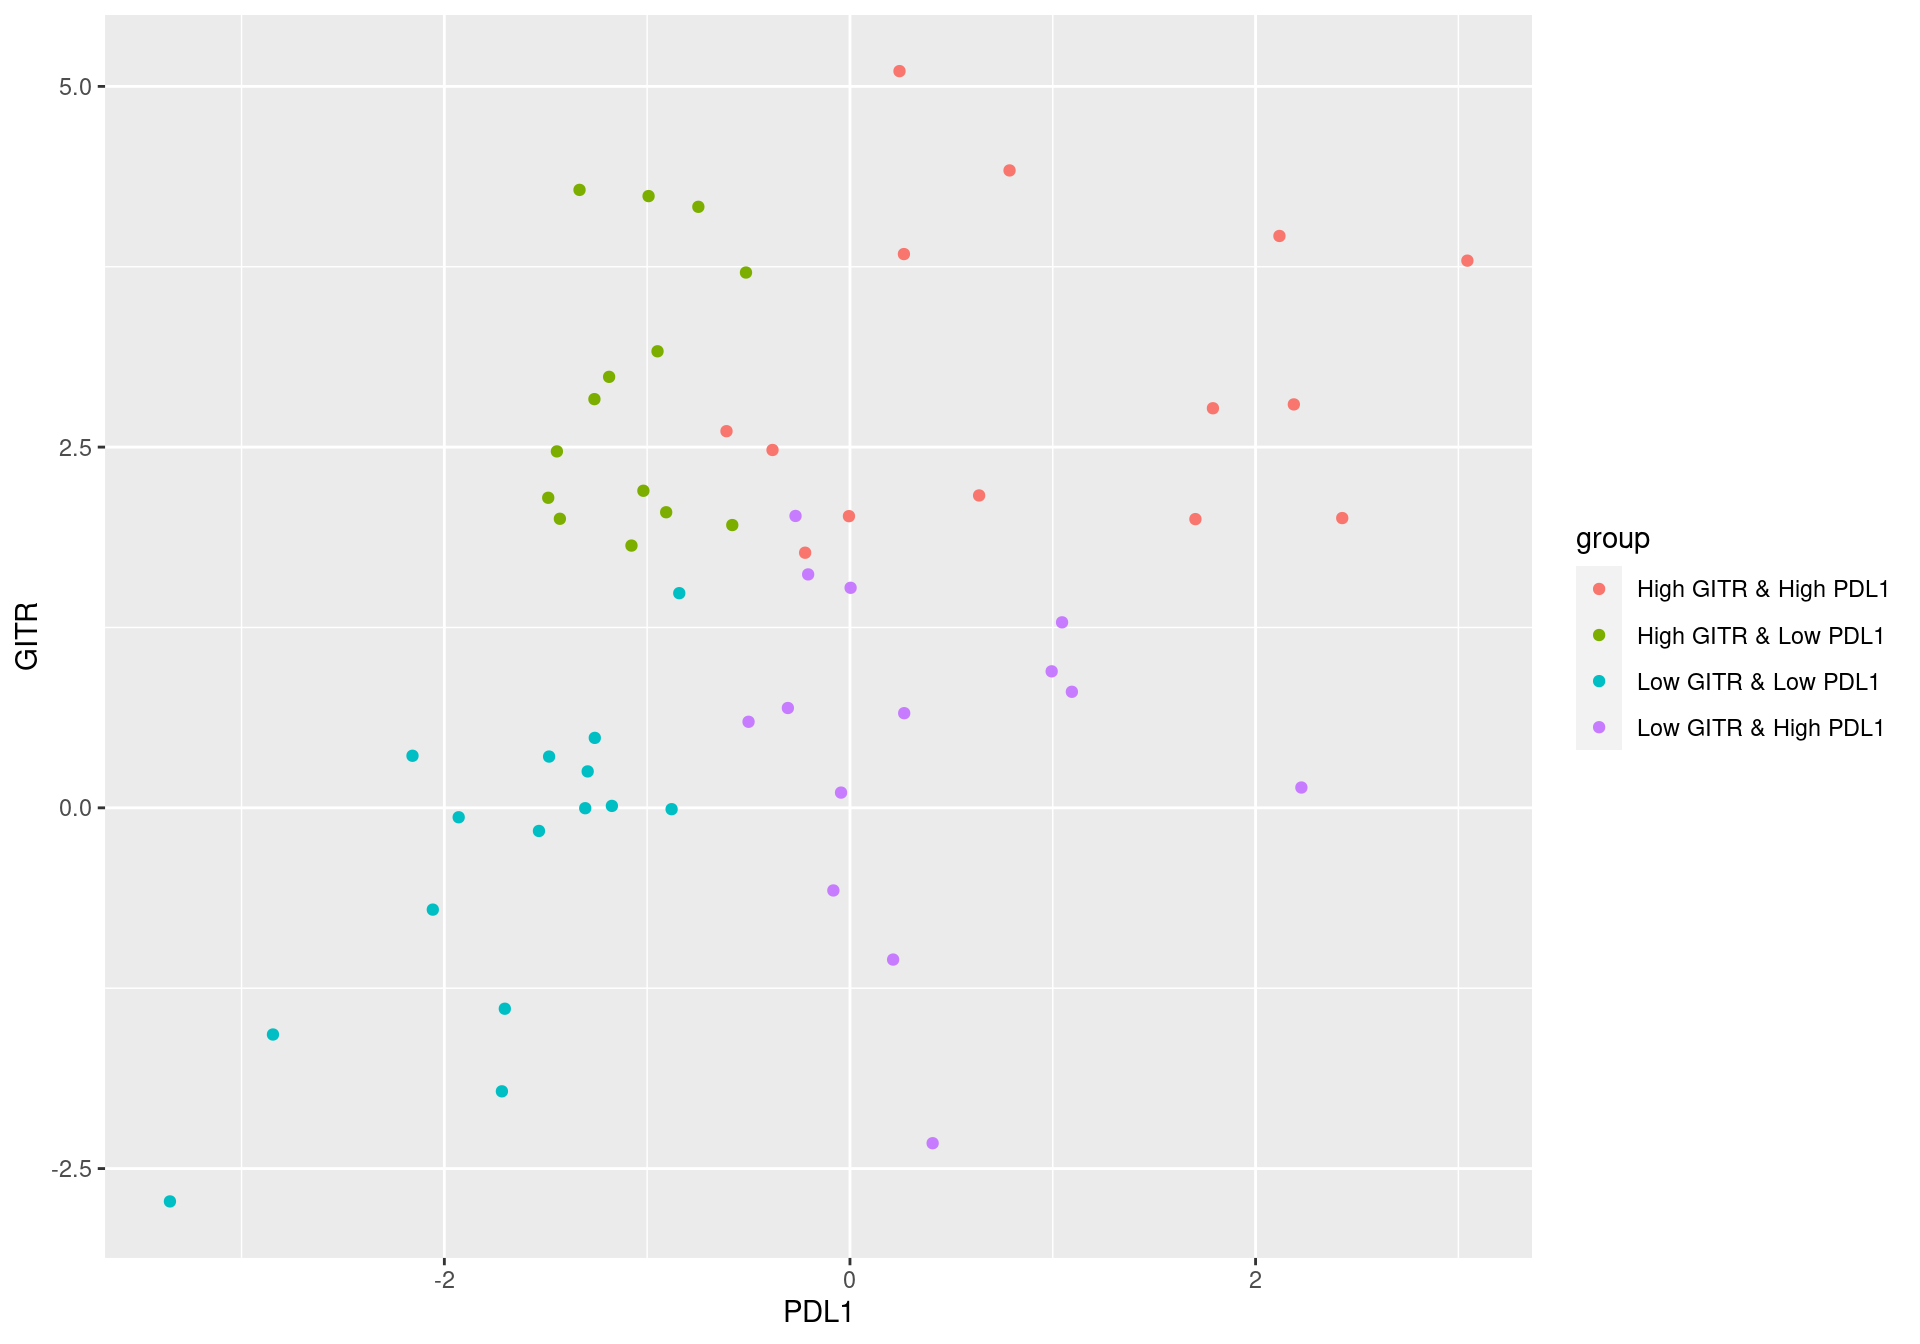 5.0
2.5
0.0
-2.5
GITR
-2
0
2
PDL1
group
High GITR & High PDL1
High GITR & Low PDL1
Low GITR & Low PDL1
Low GITR & High PDL1